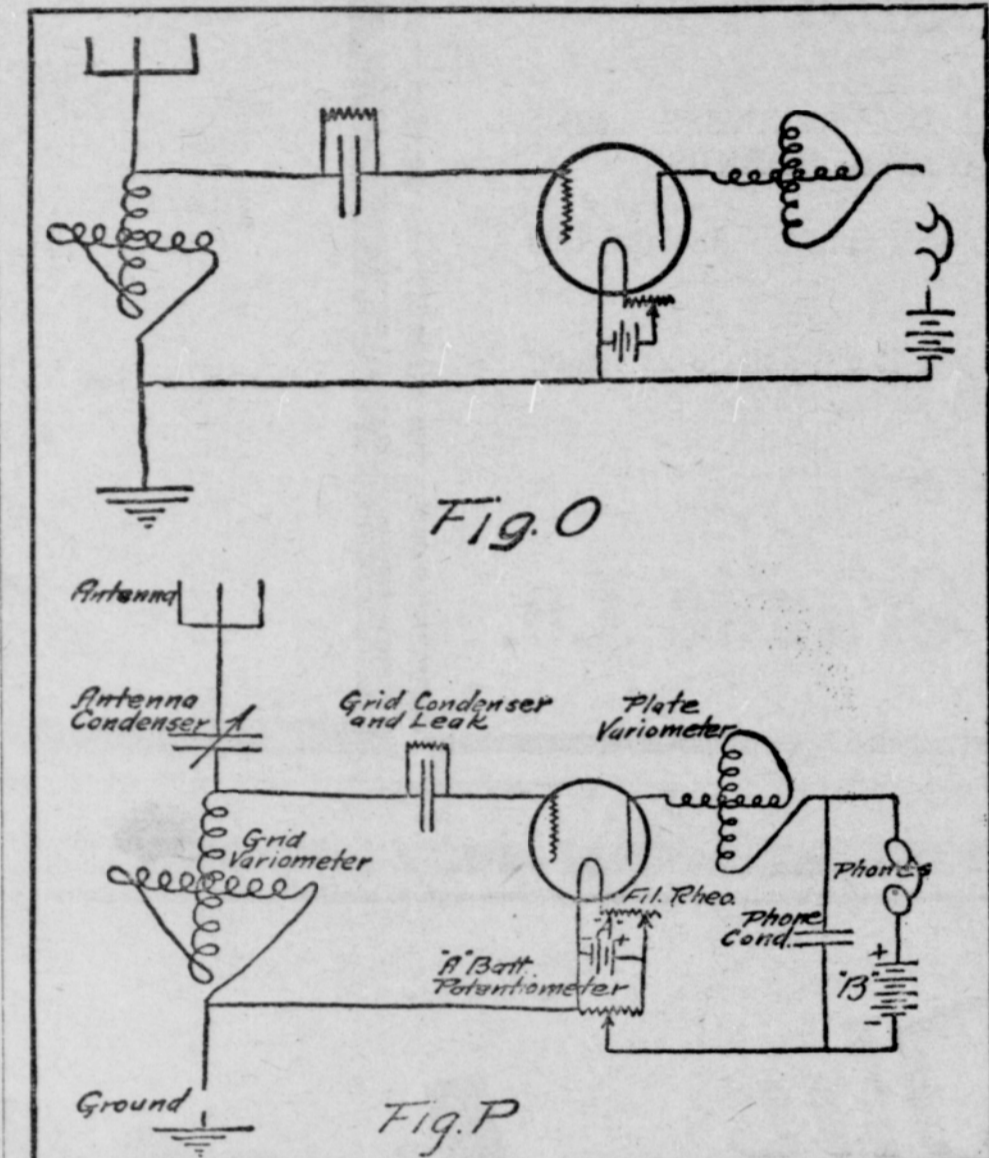 Fig. O
Antenna
Antenna
Condenser
Grid Condenser
and Leak
Plate
Variometer
Grid
Variometer
Fil. Rheo.
Phones
Phone
Cond.
+
-
+
"B"
-
"A" Batt.
Potantiometer
Ground
Fig. P